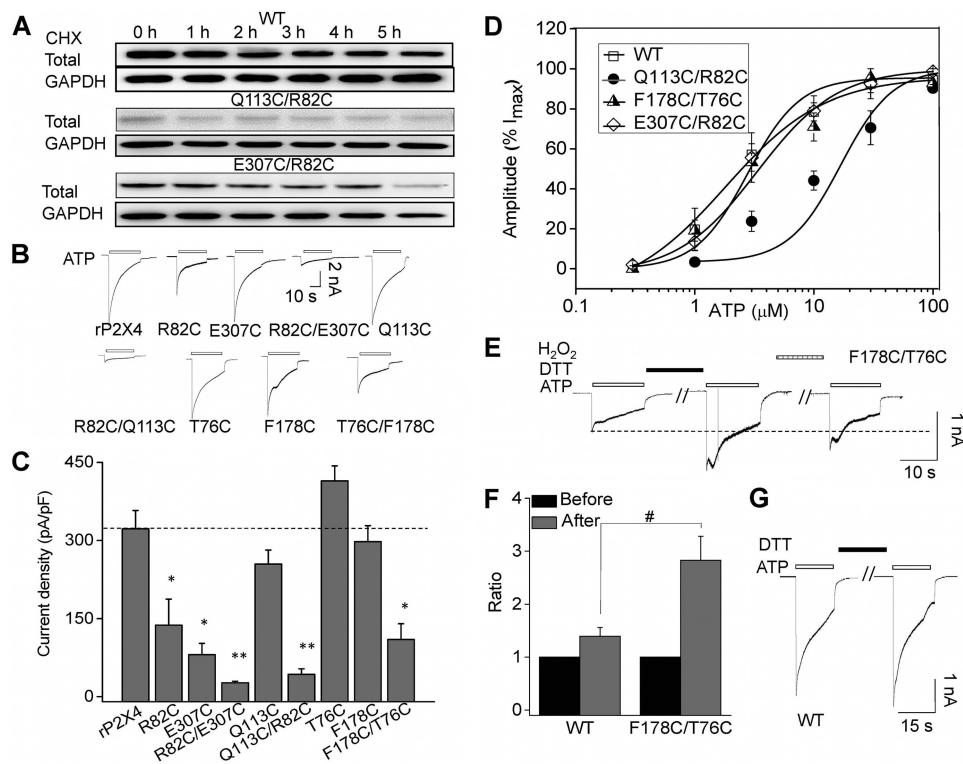 A
WT
CHX 0 h 1 h 2 h 3 h 4 h 5 h
Total
GAPDH
Q113C/R82C
Total
GAPDH
E307C/R82C
Total
GAPDH
B
ATP
10 s
2 nA
rP2X4 R82C E307C R82C/E307C Q113C
R82C/Q113C T76C F178C T76C/F178C
C
Current density (pA/pF)
450
300
150
0
* * ** ** *
rP2X4 R82C E307C R82C/E307C Q113C Q113C/R82C T76C F178C F178C/T76C
D
Amplitude (% Imax)
120
100
80
60
40
20
0
WT
Q113C/R82C
F178C/T76C
E307C/R82C
0.1 1 10 100
ATP (μM)
E
H2O2
DTT
ATP
F178C/T76C
1 nA
10 s
F
Ratio
4
3
2
1
0
Before
After
#
WT F178C/T76C
G
DTT
ATP
WT
15 s
1 nA